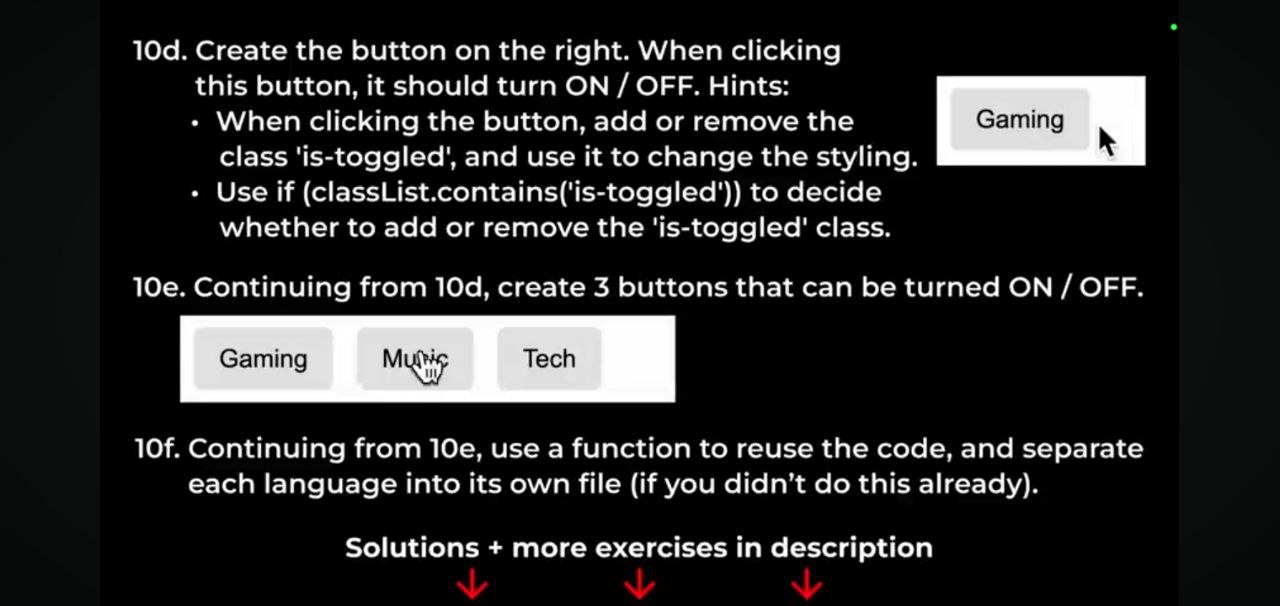 10d. Create the button on the right. When clicking
this button, it should turn ON / OFF. Hints:
• When clicking the button, add or remove the
class 'is-toggled', and use it to change the styling.
• Use if (classList.contains('is-toggled')) to decide
whether to add or remove the 'is-toggled' class.
Gaming
10e. Continuing from 10d, create 3 buttons that can be turned ON / OFF.
Gaming Music Tech
10f. Continuing from 10e, use a function to reuse the code, and separate
each language into its own file (if you didn’t do this already).
Solutions + more exercises in description